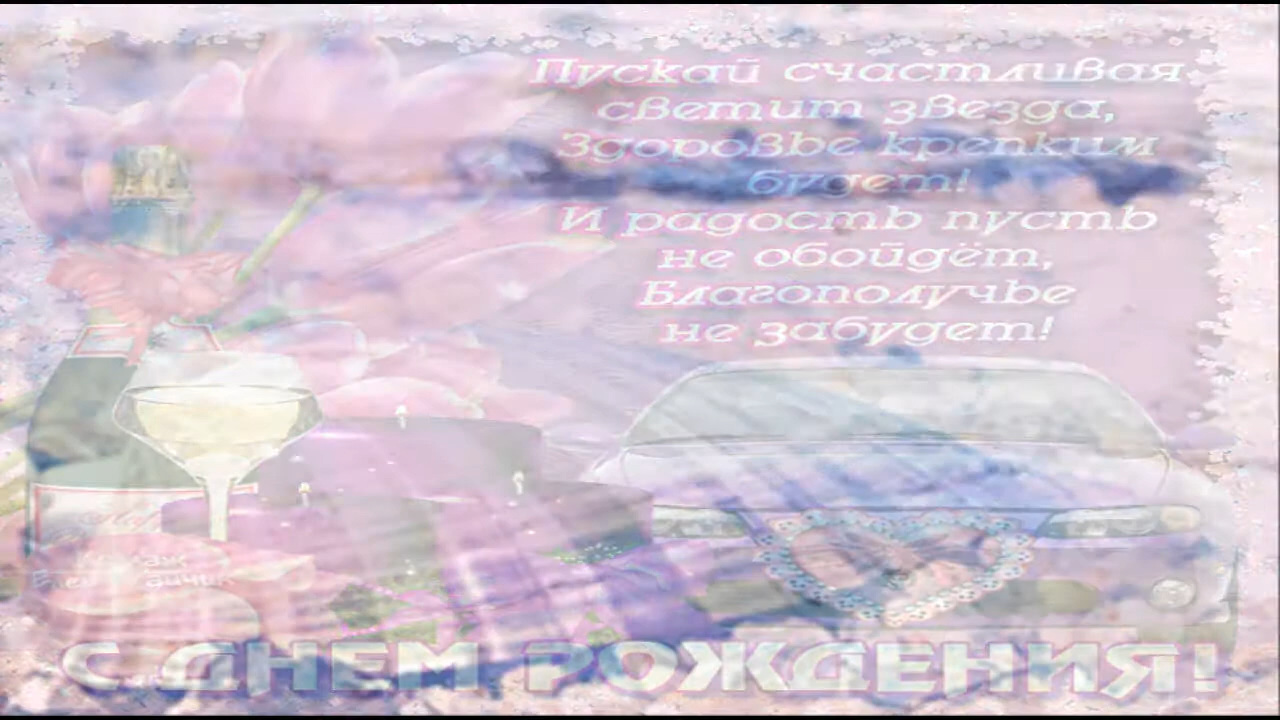 Пускай счастливая
светит звезда,
Здоровье крепким
будет!
И радость пусть
не обойдёт,
Благополучье
не забудет!
С ДНЕМ РОЖДЕНИЯ!